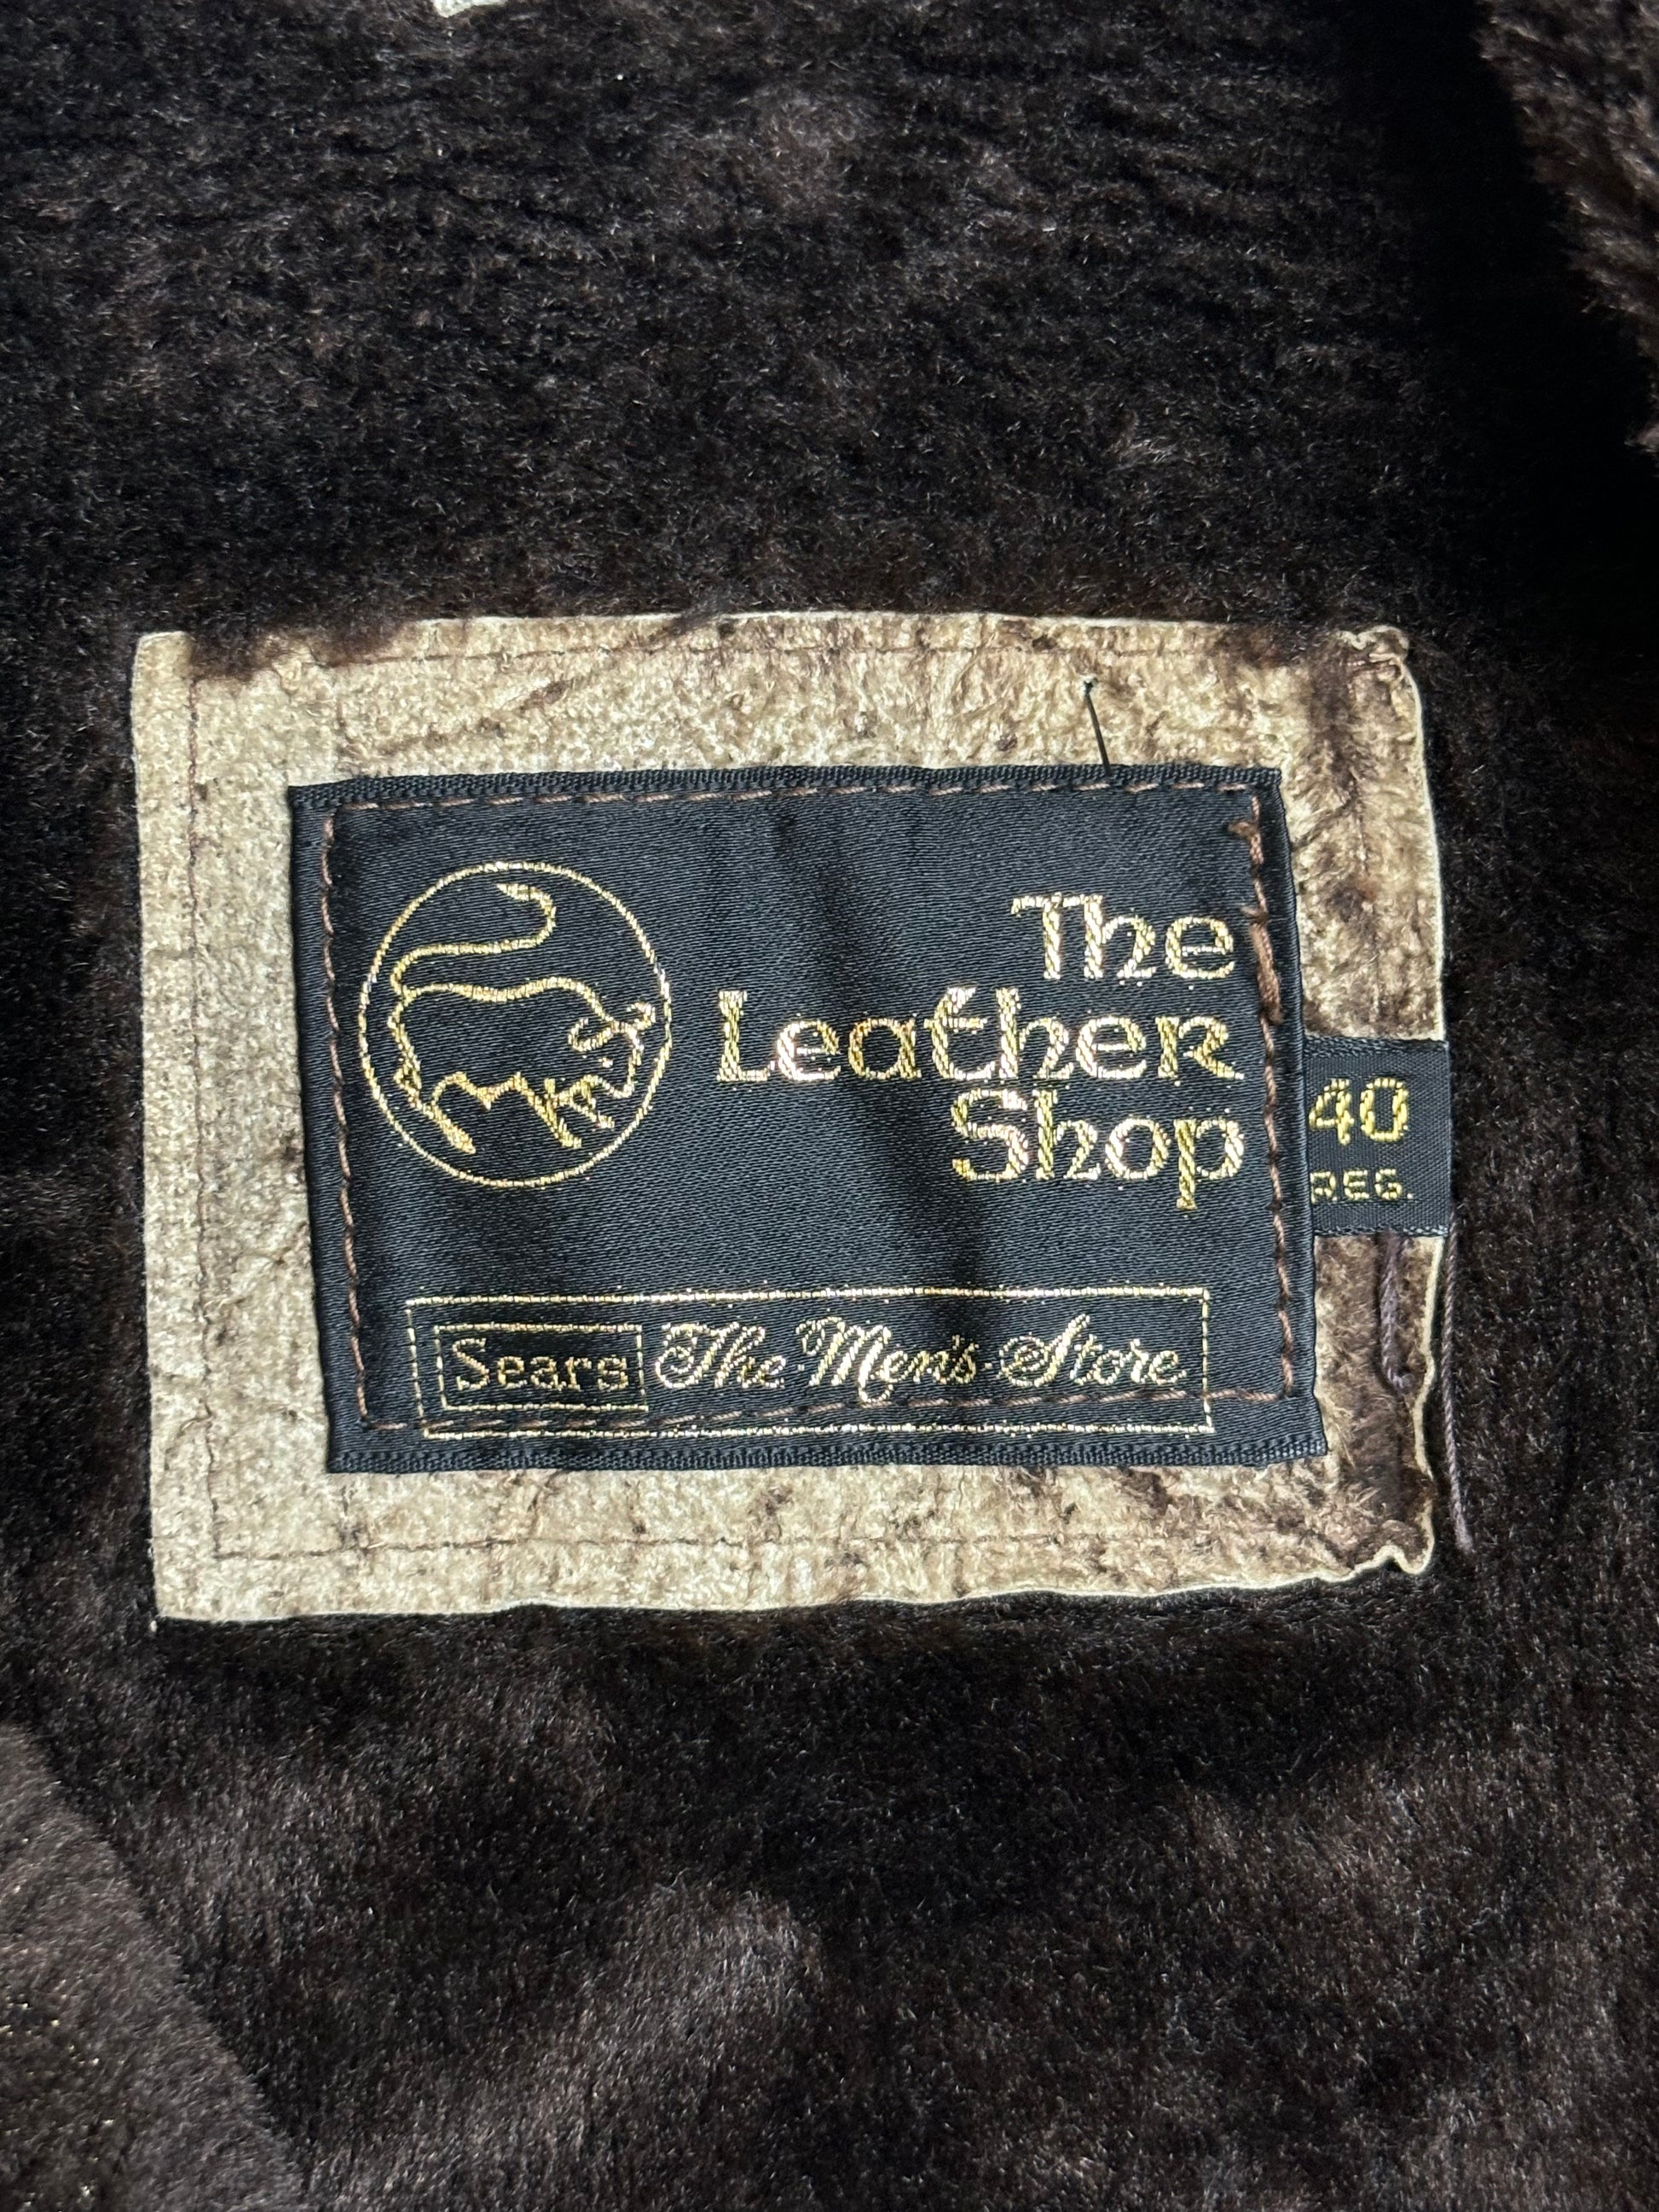 The
Leather
Shop
40
REG.
Sears The Men's Store